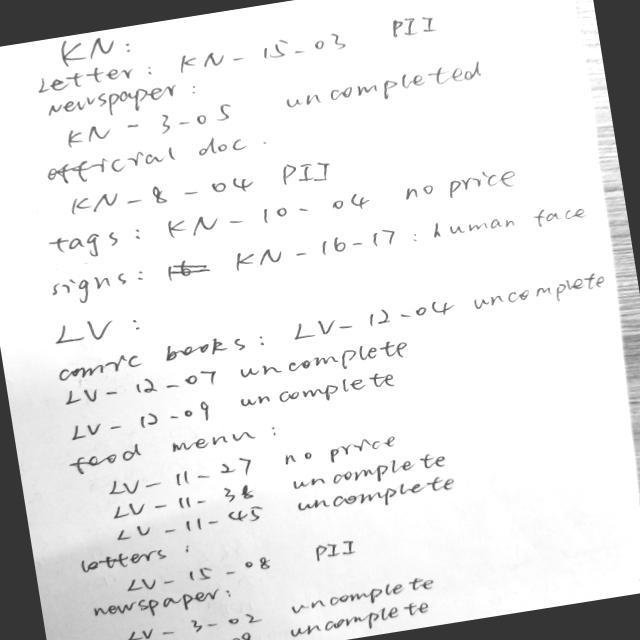 KN:
Letter: KN-15-03 PII
Newspaper:
KN-3-05 uncompleted
official doc.
KN-8-04 PII
tags: KN-10-04 no price
signs: KN-16-17: human face
LV:
comic books: LV-12-04 uncomplete
LV-12-07 uncomplete
LV-12-09 uncomplete
food menu:
LV-11-27 no price
LV-11-38 uncomplete
LV-11-45 uncomplete
letters:
LV-15-08 PII
newspaper:
LV-3-02 uncomplete
09 uncomplete